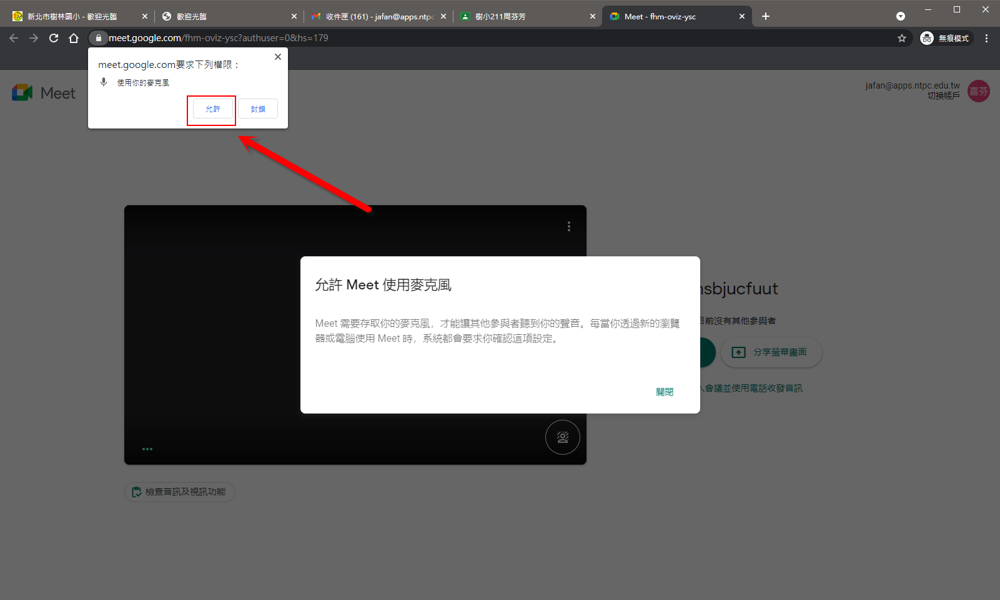 新北市樹林國小 - 歡迎光臨
歡迎光臨
收件匣 (161) - jafan@apps.ntpc
樹小211周芬芳
Meet - fhm-oviz-ysc
meet.google.com/fhm-oviz-ysc?authuser=0&hs=179
無痕模式
meet.google.com要求下列權限：
使用你的麥克風
允許
封鎖
Meet
jafan@apps.ntpc.edu.tw
切換帳戶
嘉芬
允許 Meet 使用麥克風
Meet 需要存取你的麥克風，才能讓其他參與者聽到你的聲音。每當你透過新的瀏覽
器或電腦使用 Meet 時，系統都會要求你確認這項設定。
關閉
nsbjucfuut
目前沒有其他參與者
分享螢幕畫面
入會議並使用電話收發音訊
檢查音訊及視訊功能